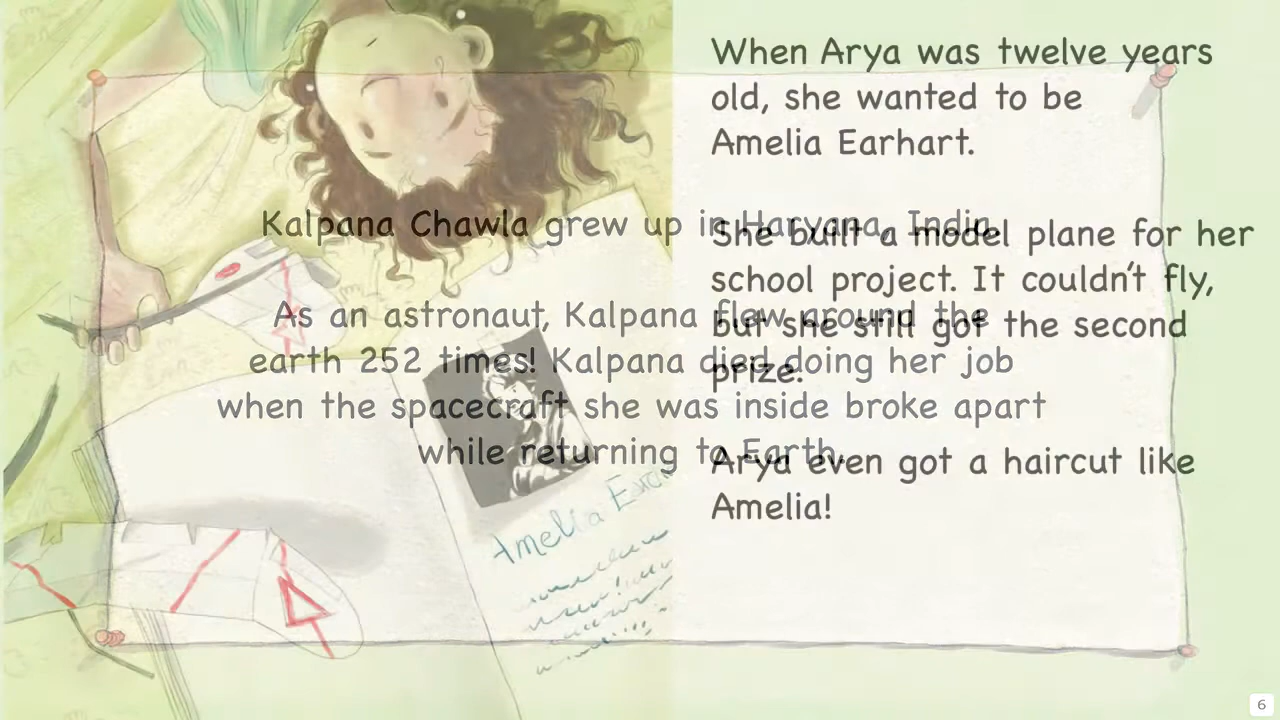 When Arya was twelve years
old, she wanted to be
Amelia Earhart.
She built a model plane for her
school project. It couldn't fly,
but she still got the second
prize.
Arya even got a haircut like
Amelia!
Kalpana Chawla grew up in Haryana, India.
As an astronaut, Kalpana flew around the
earth 252 times! Kalpana died doing her job
when the spacecraft she was inside broke apart
while returning to Earth.
Amelia
6